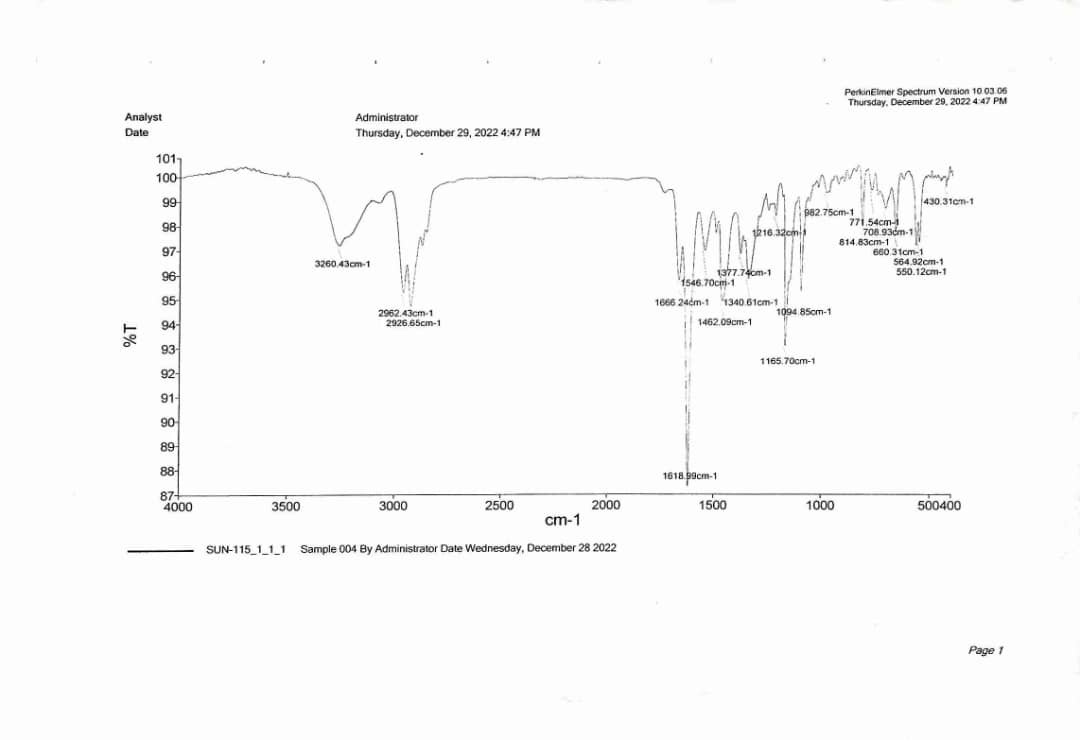 PerkinElmer Spectrum Version 10.03.06
Thursday, December 29, 2022 4:47 PM
Analyst Administrator
Date Thursday, December 29, 2022 4:47 PM
101
100
99
98
97
96
95
94
93
92
91
90
89
88
87
%T
4000 3500 3000 2500 2000 1500 1000 500400
cm-1
3260.43cm-1
2962.43cm-1
2926.65cm-1
1666.24cm-1
1618.99cm-1
1546.70cm-1
1462.09cm-1
1377.74cm-1
1340.61cm-1
1216.32cm-1
1165.70cm-1
1094.85cm-1
982.75cm-1
814.83cm-1
771.54cm-1
708.93cm-1
660.31cm-1
564.92cm-1
550.12cm-1
430.31cm-1
SUN-115_1_1_1 Sample 004 By Administrator Date Wednesday, December 28 2022
Page 1